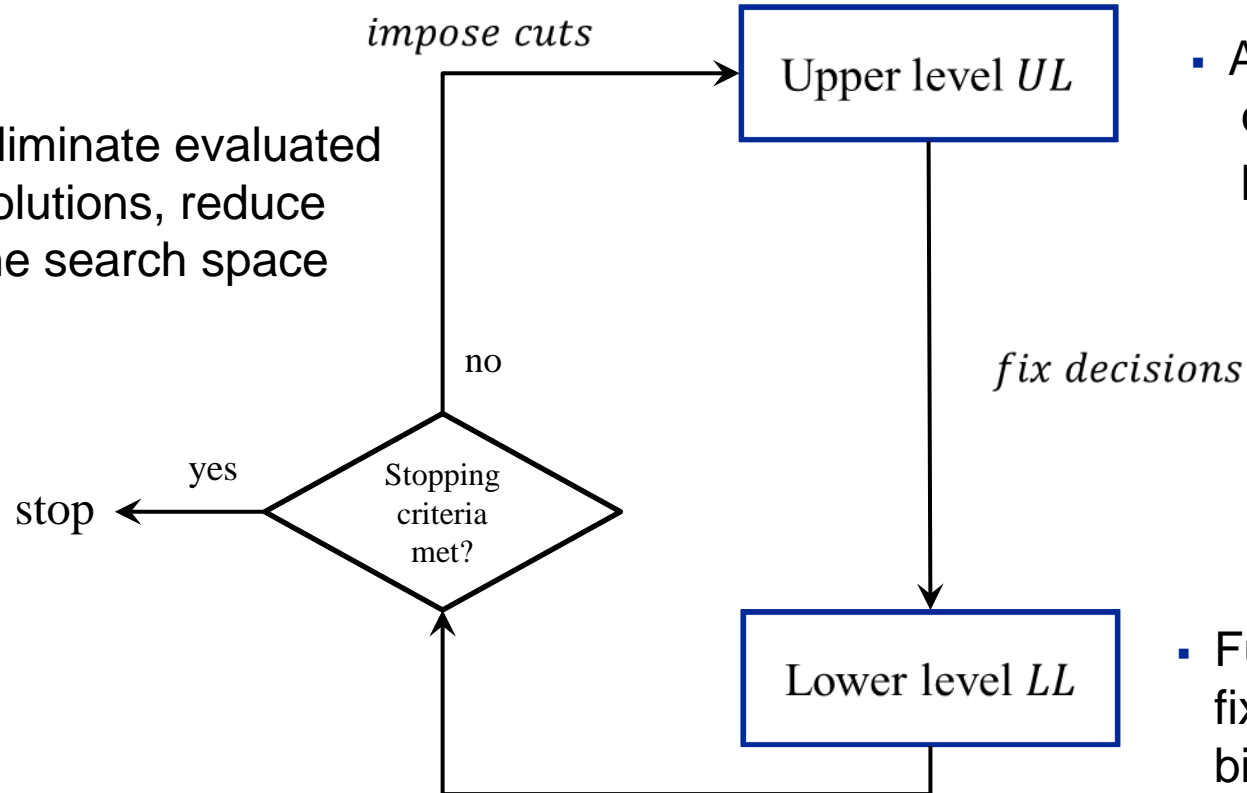 impose cuts
Upper level UL
liminate evaluated
olutions, reduce
he search space
no
fix decisions
yes
stop
Stopping
criteria
met?
Lower level LL
fix
bi